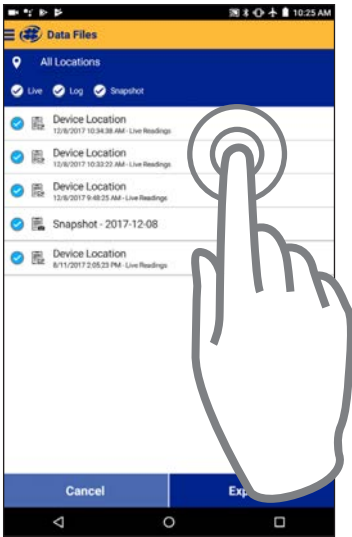 10:25 AM
Data Files
All Locations
Live Log Snapshot
Device Location
12/8/2017 10:34:38 AM - Live Readings
Device Location
12/8/2017 10:33:22 AM - Live Readings
Device Location
12/8/2017 9:48:25 AM - Live Readings
Snapshot - 2017-12-08
Device Location
8/11/2017 2:05:23 PM - Live Readings
Cancel